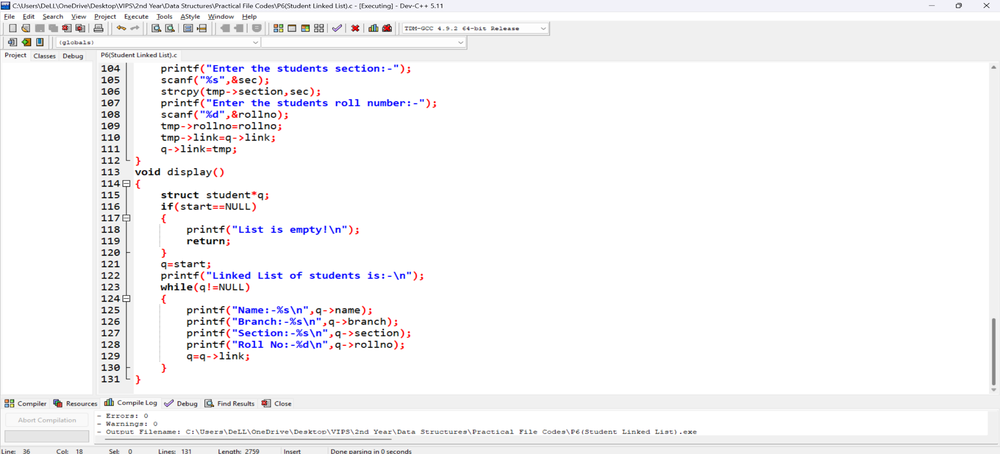 C:\Users\DeLL\OneDrive\Desktop\VIPS\2nd Year\Data Structures\Practical File Codes\P6(Student Linked List).c - [Executing] - Dev-C++ 5.11
File Edit Search View Project Execute Tools AStyle Window Help
TDM-GCC 4.9.2 64-bit Release
(globals)
Project Classes Debug P6(Student Linked List).c
104 printf("Enter the students section:-");
105 scanf("%s",&sec);
106 strcpy(tmp->section,sec);
107 printf("Enter the students roll number:-");
108 scanf("%d",&rollno);
109 tmp->rollno=rollno;
110 tmp->link=q->link;
111 q->link=tmp;
112 }
113 void display()
114 {
115 struct student*q;
116 if(start==NULL)
117 {
118 printf("List is empty!\n");
119 return;
120 }
121 q=start;
122 printf("Linked List of students is:-\n");
123 while(q!=NULL)
124 {
125 printf("Name:-%s\n",q->name);
126 printf("Branch:-%s\n",q->branch);
127 printf("Section:-%s\n",q->section);
128 printf("Roll No:-%d\n",q->rollno);
129 q=q->link;
130 }
131 }
Compiler Resources Compile Log Debug Find Results Close
Abort Compilation
- Errors: 0
- Warnings: 0
- Output Filename: C:\Users\DeLL\OneDrive\Desktop\VIPS\2nd Year\Data Structures\Practical File Codes\P6(Student Linked List).exe
Line: 36 Col: 18 Sel: 0 Lines: 131 Length: 2759 Insert Done parsing in 0 seconds